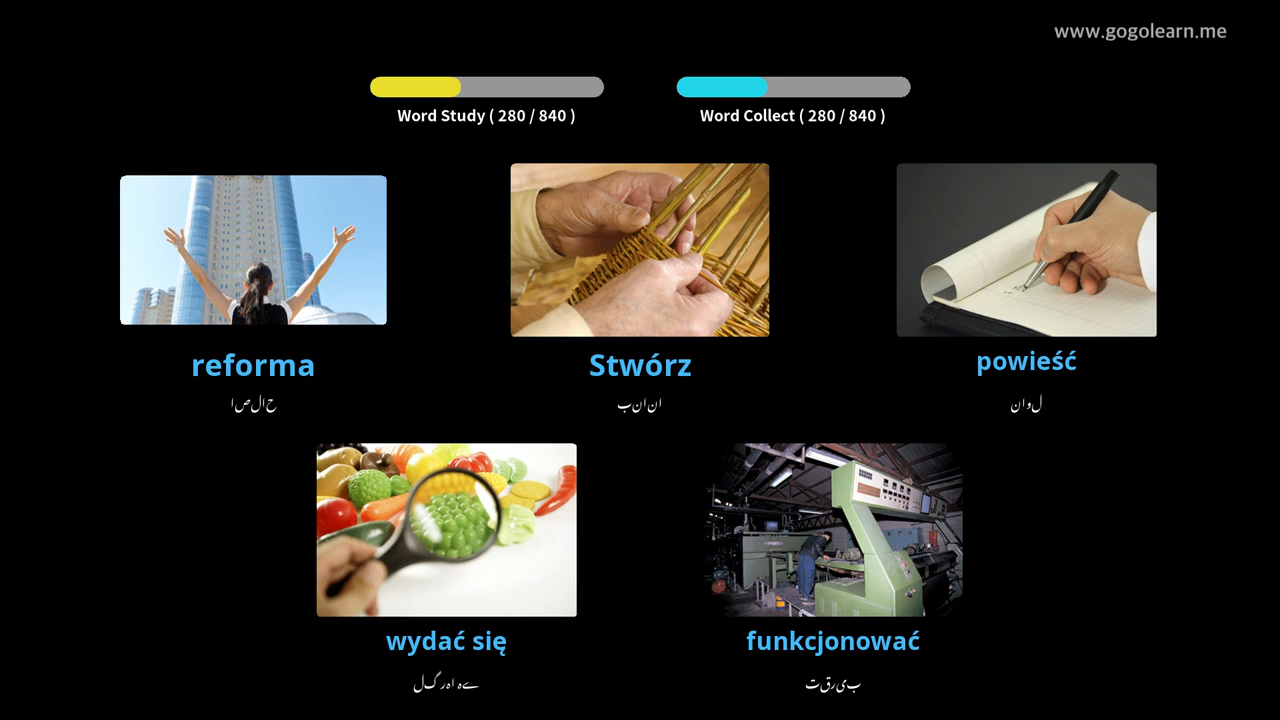 www.gogolearn.me
Word Study ( 280 / 840 )
Word Collect ( 280 / 840 )
reforma
اصلاح
Stwórz
بنانا
powieść
ناول
wydać się
لگ رہا ہے
funkcjonować
تقریب